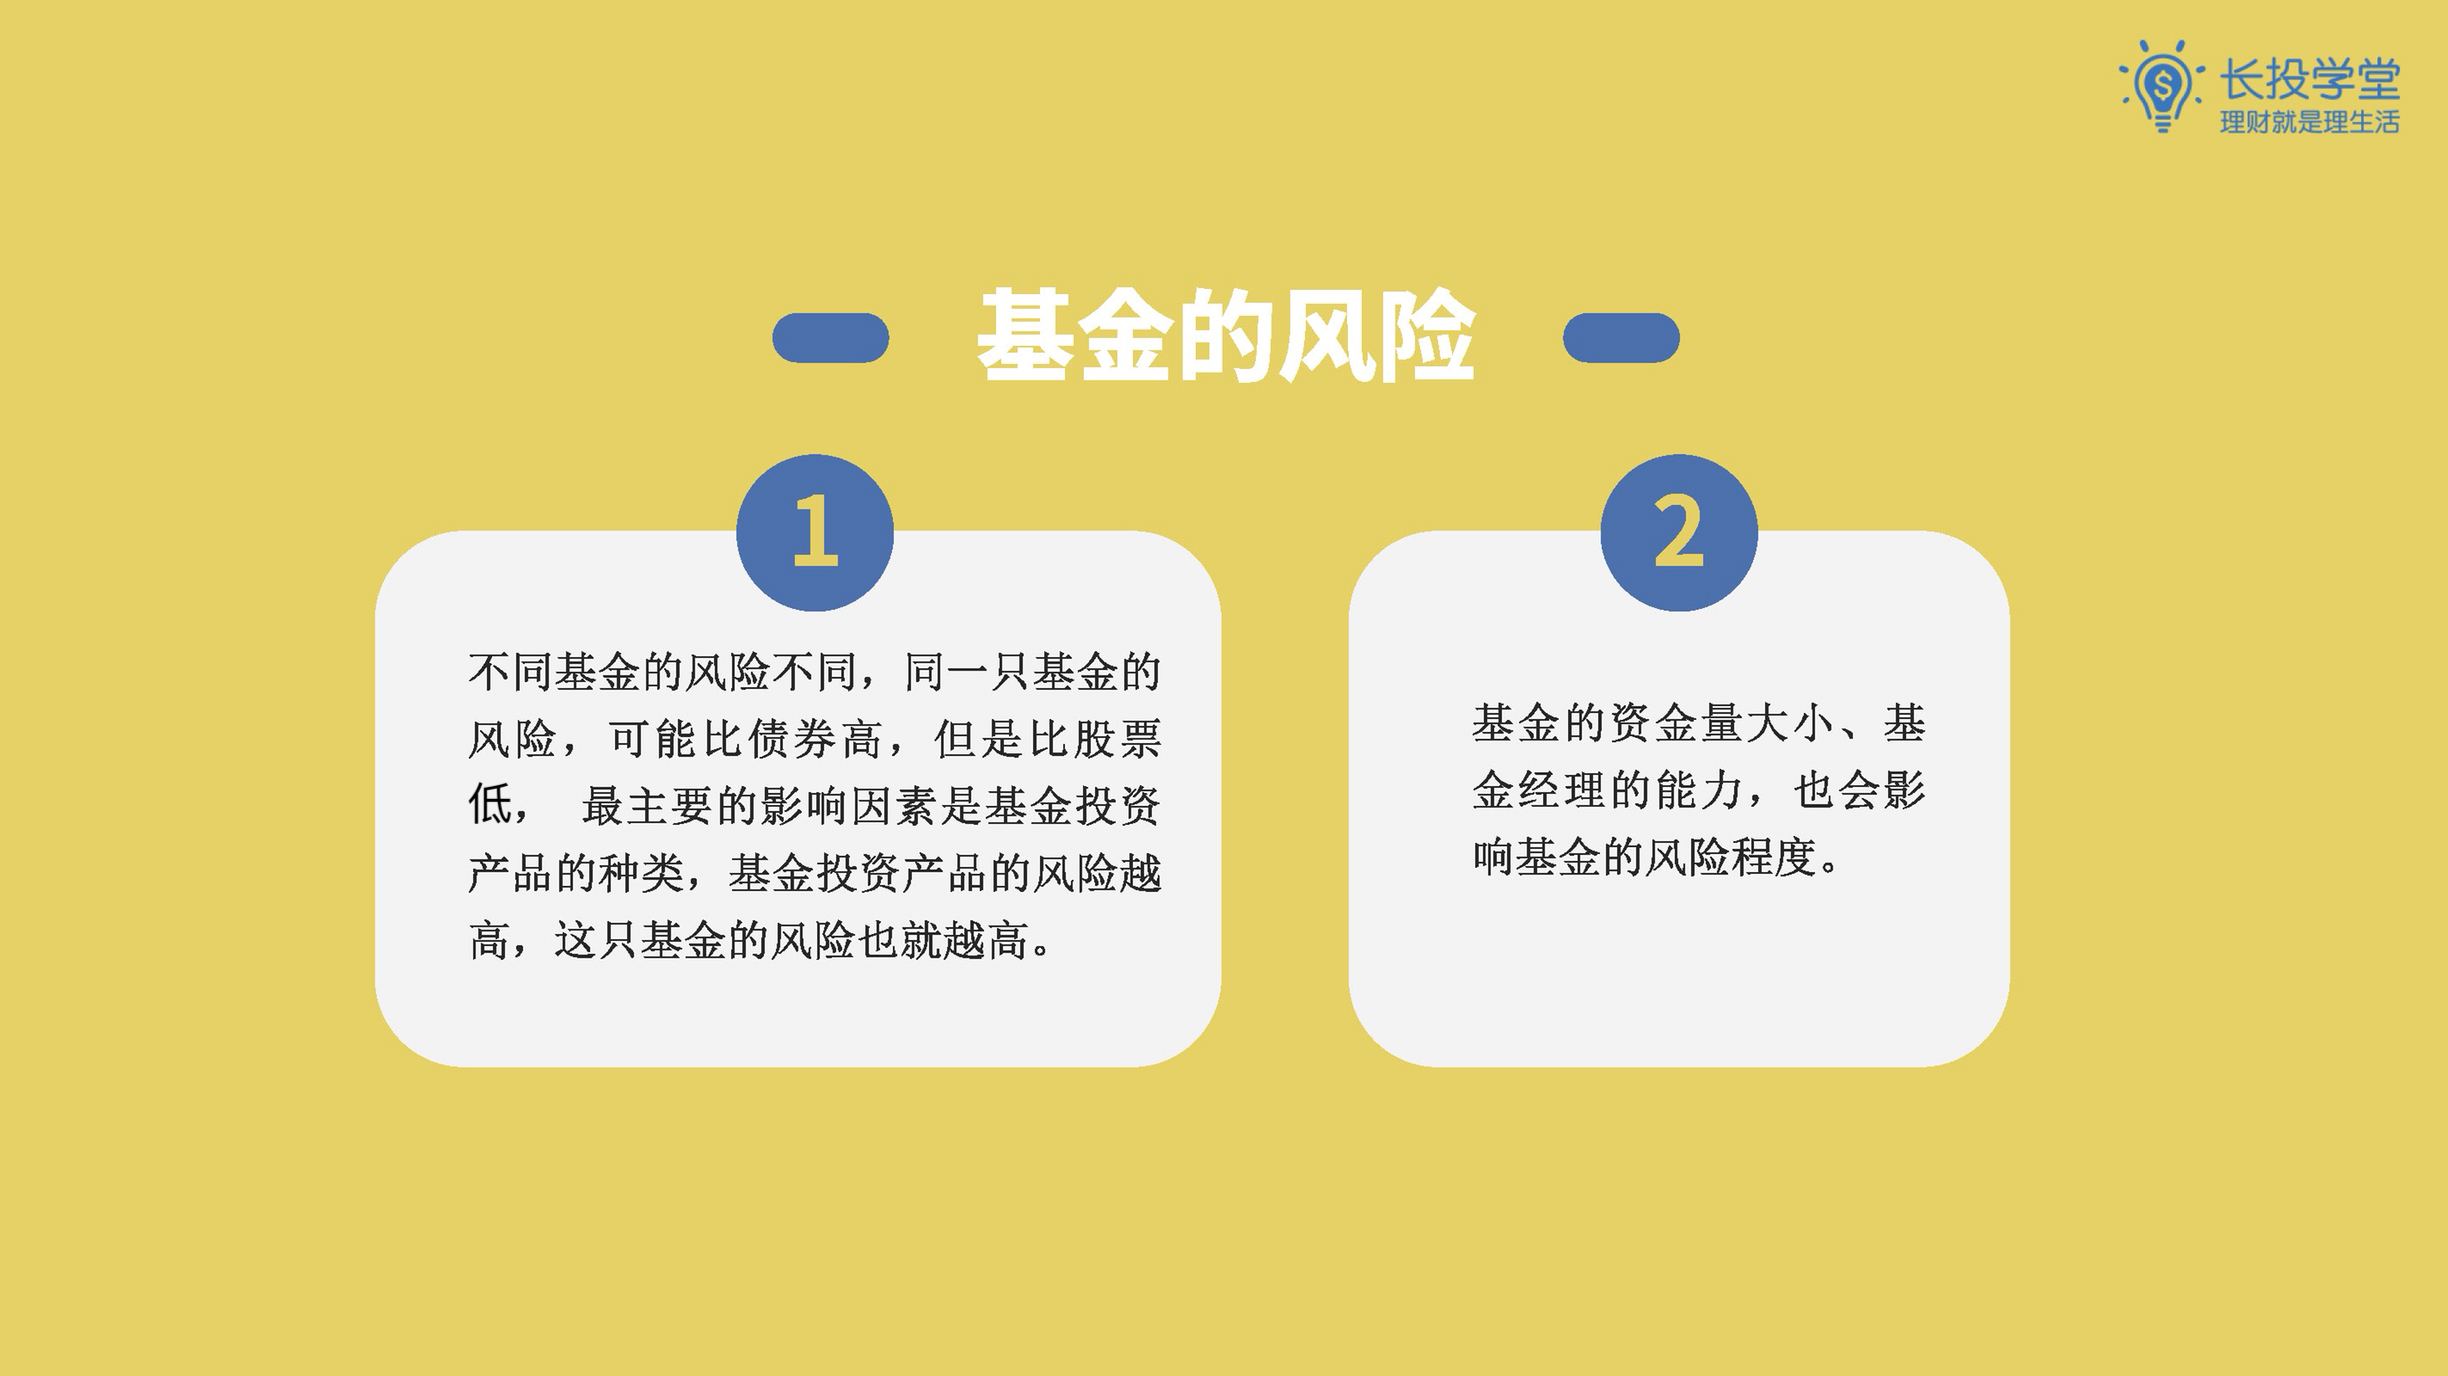 长投学堂
理财就是理生活
基金的风险
1
不同基金的风险不同，同一只基金的
风险，可能比债券高，但是比股票
低， 最主要的影响因素是基金投资
产品的种类，基金投资产品的风险越
高，这只基金的风险也就越高。
2
基金的资金量大小、基
金经理的能力，也会影
响基金的风险程度。